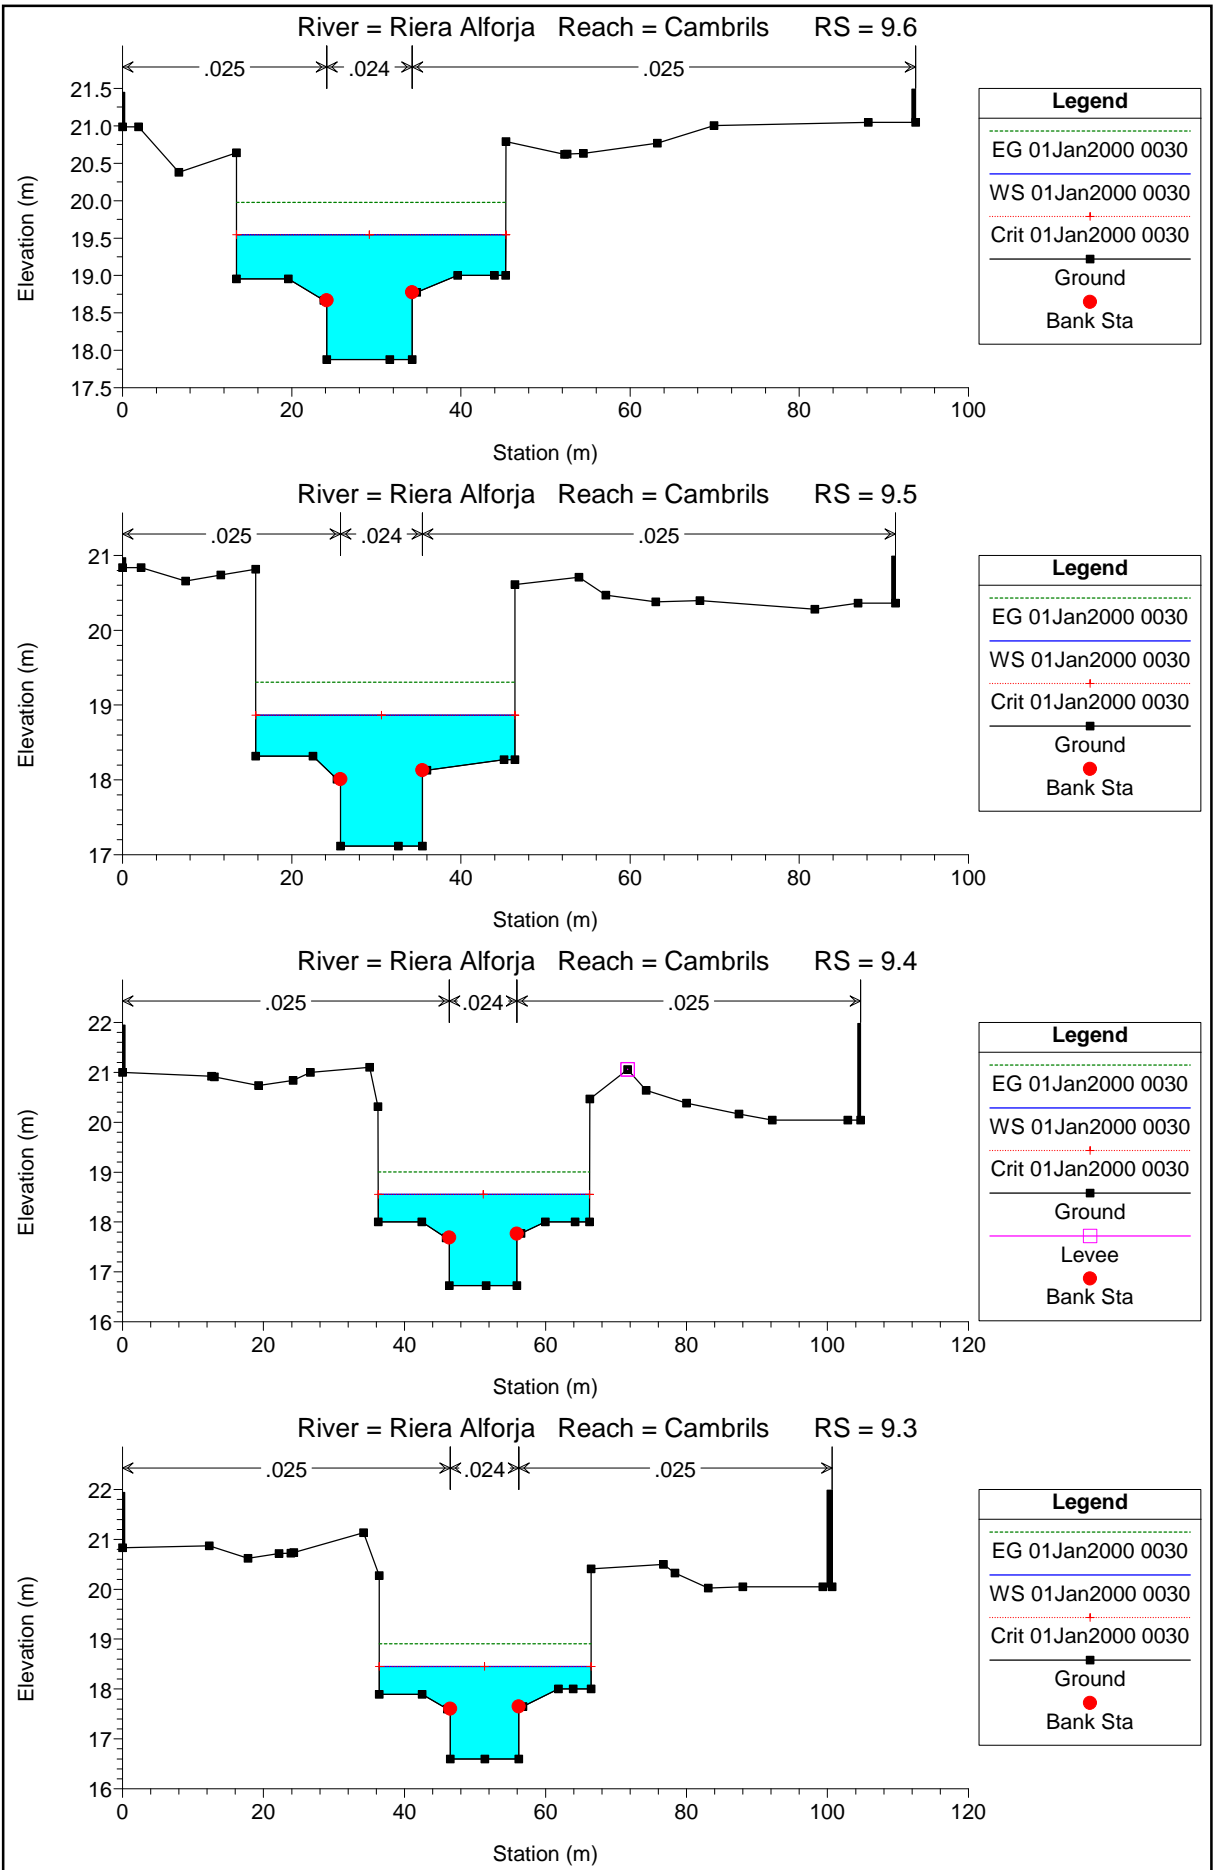 River = Riera Alforja Reach = Cambrils RS = 9.6
.025 .024 .025
21.5
21.0
20.5
20.0
19.5
19.0
18.5
18.0
17.5
0 20 40 60 80 100
Station (m)
Elevation (m)
Legend
EG 01Jan2000 0030
WS 01Jan2000 0030
Crit 01Jan2000 0030
Ground
Bank Sta
River = Riera Alforja Reach = Cambrils RS = 9.5
.025 .024 .025
21
20
19
18
17
0 20 40 60 80 100
Station (m)
Elevation (m)
Legend
EG 01Jan2000 0030
WS 01Jan2000 0030
Crit 01Jan2000 0030
Ground
Bank Sta
River = Riera Alforja Reach = Cambrils RS = 9.4
.025 .024 .025
22
21
20
19
18
17
16
0 20 40 60 80 100 120
Station (m)
Elevation (m)
Legend
EG 01Jan2000 0030
WS 01Jan2000 0030
Crit 01Jan2000 0030
Ground
Levee
Bank Sta
River = Riera Alforja Reach = Cambrils RS = 9.3
.025 .024 .025
22
21
20
19
18
17
16
0 20 40 60 80 100 120
Station (m)
Elevation (m)
Legend
EG 01Jan2000 0030
WS 01Jan2000 0030
Crit 01Jan2000 0030
Ground
Bank Sta